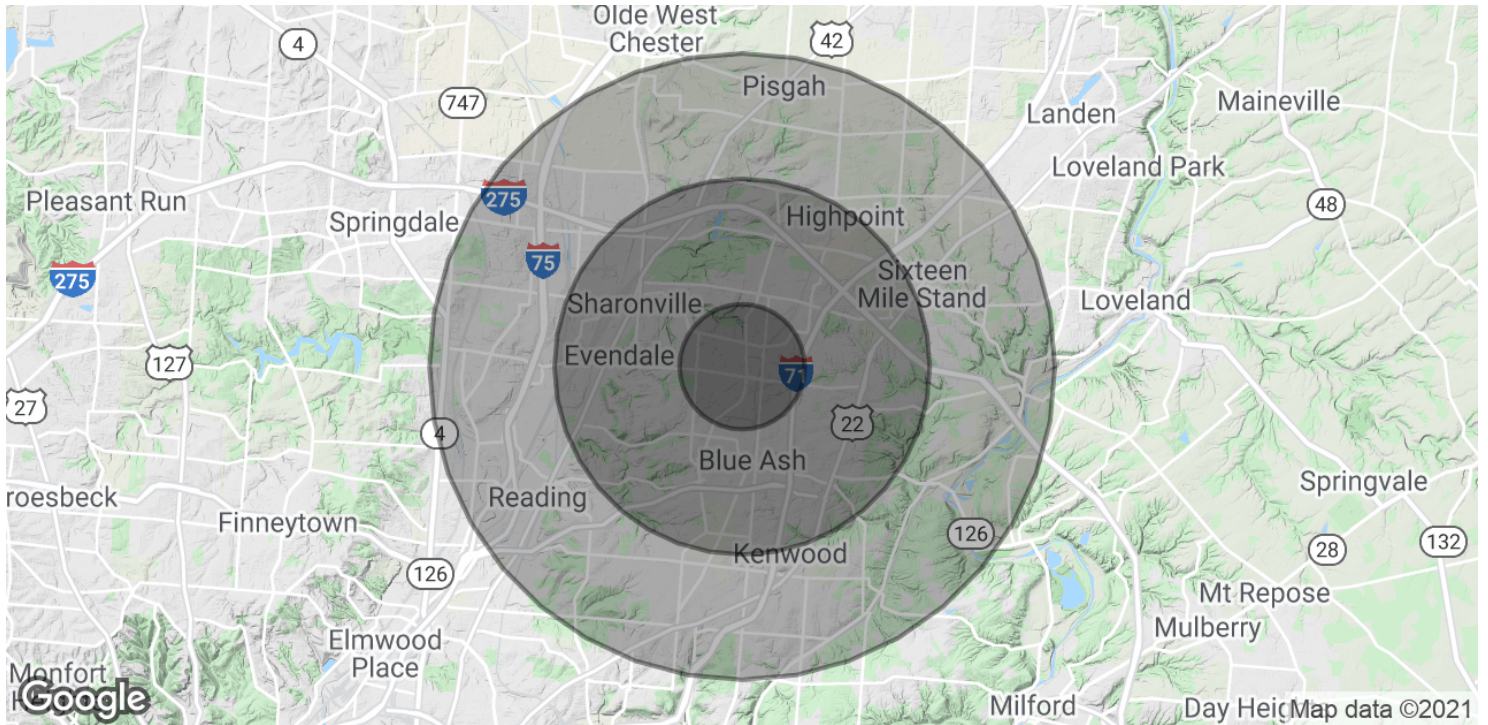 Olde West
Chester
4
42
747
Pisgah
Landen
Maineville
Loveland Park
Pleasant Run
275
Springdale
48
Highpoint
275
75
Sixteen
Mile Stand
Loveland
Sharonville
Evendale
127
71
27
4
22
Blue Ash
Reading
Springvale
roesbeck
Finneytown
126
Kenwood
132
28
126
Mt Repose
Mulberry
Elmwood
Place
Monfort
Google
Milford
Day Heig
Map data ©2021